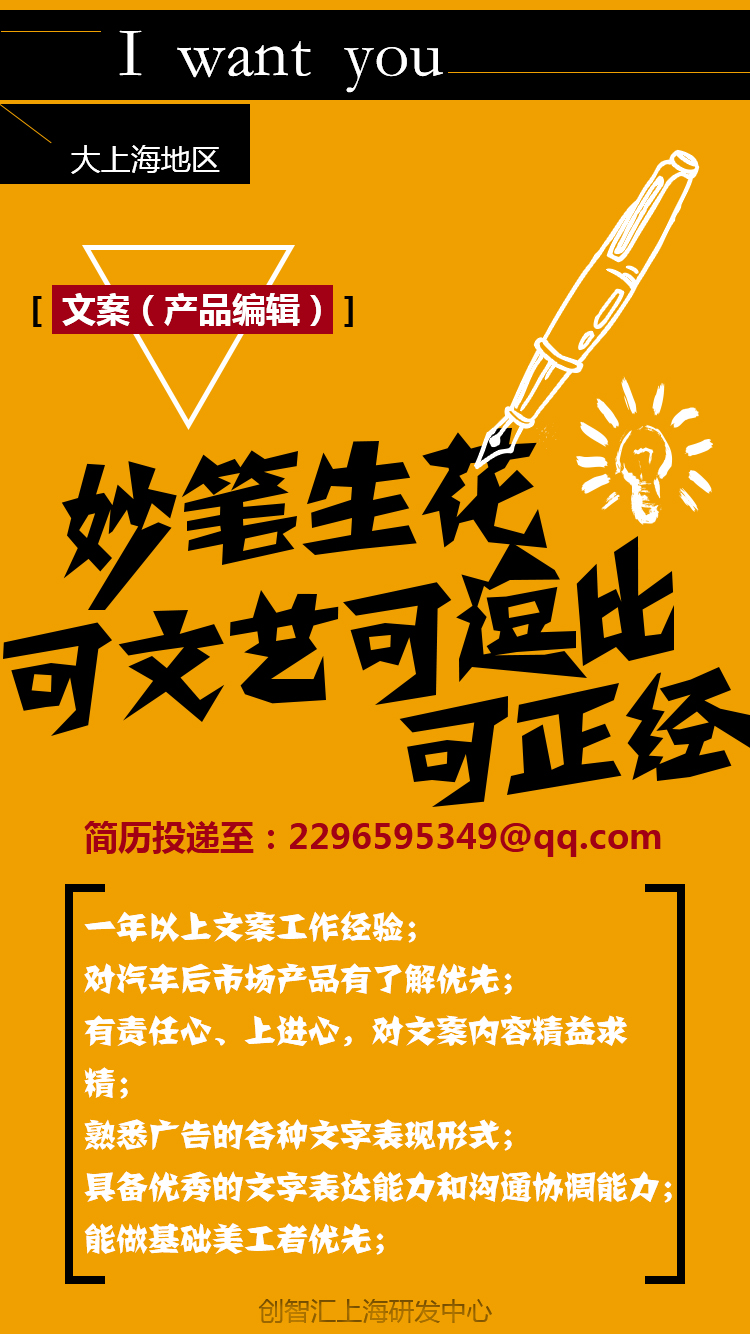 I want you
大上海地区
[ 文案（产品编辑） ]
妙笔生花
可文艺可逗比
可正经
简历投递至：2296595349@qq.com
一年以上文案工作经验；
对汽车后市场产品有了解优先；
有责任心、上进心，对文案内容精益求
精；
熟悉广告的各种文字表现形式；
具备优秀的文字表达能力和沟通协调能力；
能做基础美工者优先；
创智汇上海研发中心